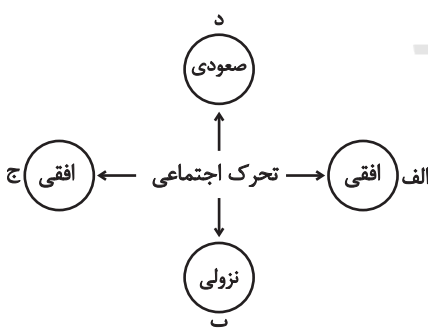 د
صعودی
الف
افقی
تحرک اجتماعی
افقی
ج
نزولی
ب